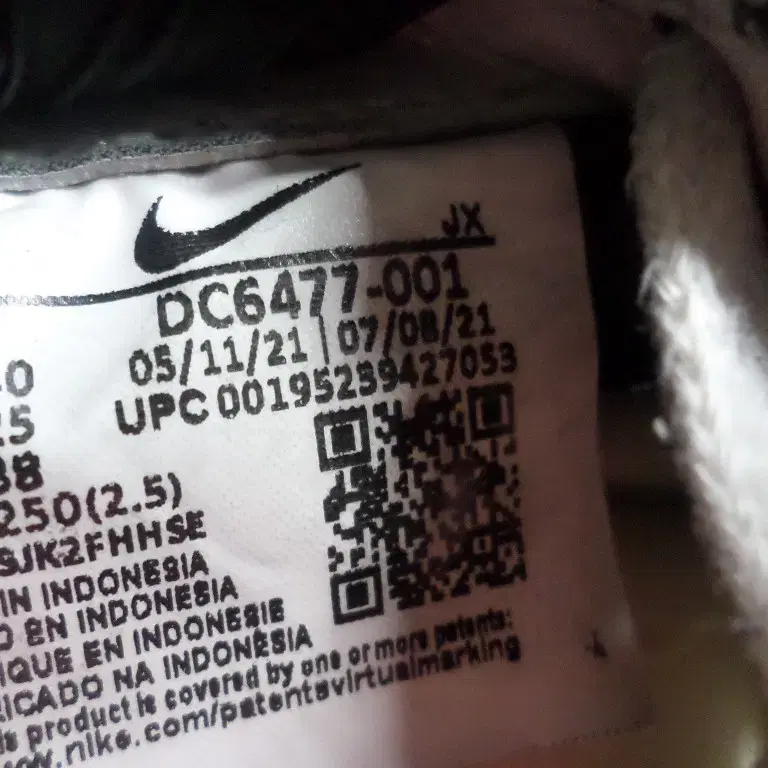 JX
DC6477-001
05/11/21 | 07/08/21
UPC 00195239427053
250(2.5)
SJK2FHHSE
IN INDONESIA
EN INDONESIA
IQUE EN INDONESIE
ICADO NA INDONÉSIA
product is covered by one or more patents:
.nike.com/patentsvirtualmarking